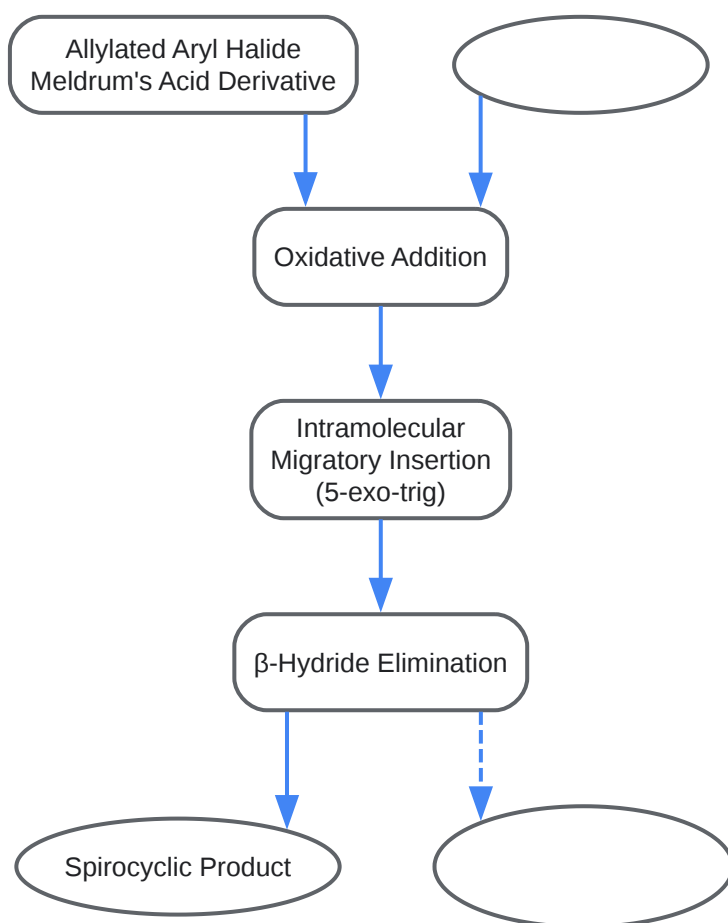 Allylated Aryl Halide
Meldrum's Acid Derivative
Oxidative Addition
Intramolecular
Migratory Insertion
(5-exo-trig)
β-Hydride Elimination
Spirocyclic Product